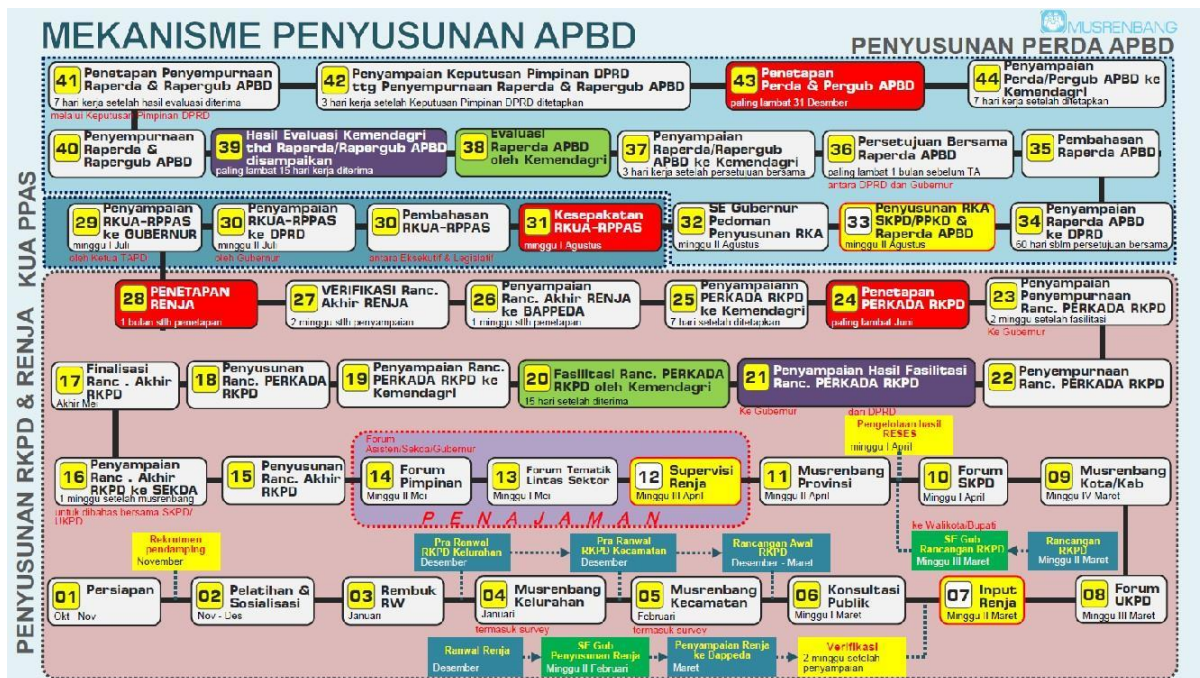 MEKANISME PENYUSUNAN APBD
MUSRENBANG
PENYUSUNAN PERDA APBD
41 Penetapan Penyempurnaan
Raperda & Rapergub APBD
7 hari kerja setelah hasil evaluasi diterima
melalui Keputusan Pimpinan DPRD
42 Penyampaian Keputusan Pimpinan DPRD
ttg Penyempurnaan Raperda & Rapergub APBD
3 hari kerja setelah Keputusan Pimpinan DPRD ditetapkan
43 Penetapan
Perda & Pergub APBD
paling lambat 31 Desmber
44 Penyampaian
Perda/Pergub APBD ke
Kemendagri
7 hari kerja setelah ditetapkan
40 Penyempurnaan
Raperda &
Rapergub APBD
39 Hasil Evaluasi Kemendagri
thd Raperda/Rapergub APBD
disampaikan
paling lambat 15 hari kerja diterima
38 Evaluasi
Raperda APBD
oleh Kemendagri
37 Penyampaian
Raperda/Rapergub
APBD ke Kemendagri
3 hari kerja setelah persetujuan bersama
36 Persetujuan Bersama
Raperda APBD
paling lambat 1 bulan sebelum TA
antara DPRD dan Gubernur
35 Pembahasan
Raperda APBD
KUA PPAS
29 Penyampaian
RKUA-RPPAS
ke GUBERNUR
minggu I Juli
oleh Ketua TAPD
30 Penyampaian
RKUA-RPPAS
ke DPRD
minggu II Juli
oleh Gubernur
30 Pembahasan
RKUA-RPPAS
antara Eksekutif & Legislatif
31 Kesepakatan
RKUA-RPPAS
minggu I Agustus
32 SE Gubernur
Pedoman
Penyusunan RKA
minggu II Agustus
33 Penyusunan RKA
SKPD/PPKD &
Raperda APBD
minggu II Agustus
34 Penyampaian
Raperda APBD
ke DPRD
60 hari sblm persetujuan bersama
PENYUSUNAN RKPD & RENJA
28 PENETAPAN
RENJA
1 bulan stlh penetapan
27 VERIFIKASI Ranc.
Akhir RENJA
2 minggu stlh penyampaian
26 Penyampaian
Ranc. Akhir RENJA
ke BAPPEDA
1 minggu stlh penetapan
25 Penyampaiann
PERKADA RKPD
ke Kemendagri
7 hari setelah ditetapkan
24 Penetapan
PERKADA RKPD
paling lambat Juni
23 Penyampaian
Penyempurnaan
Ranc. PERKADA RKPD
2 minggu setelah fasilitasi
Ke Gubernur
17 Finalisasi
Ranc . Akhir
RKPD
Akhir Mei
18 Penyusunan
Ranc. PERKADA
RKPD
19 Penyampaian Ranc.
PERKADA RKPD ke
Kemendagri
20 Fasilitasi Ranc. PERKADA
RKPD oleh Kemendagri
15 hari setelah diterima
21 Penyampaian Hasil Fasilitasi
Ranc. PERKADA RKPD
Ke Gubernur
dari DPRD
22 Penyempurnaan
Ranc. PERKADA RKPD
Pengelolaan hasil
RESES
minggu I April
16 Penyampaian
Ranc . Akhir
RKPD ke SEKDA
1 minggu setelah musrenbang
untuk dibahas bersama SKPD/
UKPD
15 Penyusunan
Ranc. Akhir
RKPD
Forum
Asisten/Sekda/Gubernur
14 Forum
Pimpinan
Minggu II Mei
13 Forum Tematik
Lintas Sektor
Minggu I Mei
12 Supervisi
Renja
Minggu III April
PENAJAMAN
11 Musrenbang
Provinsi
Minggu II April
10 Forum
SKPD
Minggu I April
09 Musrenbang
Kota/Kab
Minggu IV Maret
Rekrutmen
pendamping
November
Pra Ranwal
RKPD Kelurahan
Desember
Pra Ranwal
RKPD Kecamatan
Desember
Rancangan Awal
RKPD
Desember - Maret
ke Walikota/Bupati
SE Gub
Rancangan RKPD
Minggu III Maret
Rancangan
RKPD
Minggu II Maret
01 Persiapan
Okt Nov
02 Pelatihan &
Sosialisasi
Nov - Des
03 Rembuk
RW
Januari
04 Musrenbang
Kelurahan
Januari
termasuk survey
05 Musrenbang
Kecamatan
Februari
termasuk survey
06 Konsultasi
Publik
Minggu I Maret
07 Input
Renja
Minggu II Maret
08 Forum
UKPD
Minggu III Maret
Ranwal Renja
Desember
SE Gub
Penyusunan Renja
Minggu II Februari
Penyampaian Renja
ke Bappeda
Maret
Verifikasi
2 minggu setelah
penyampaian